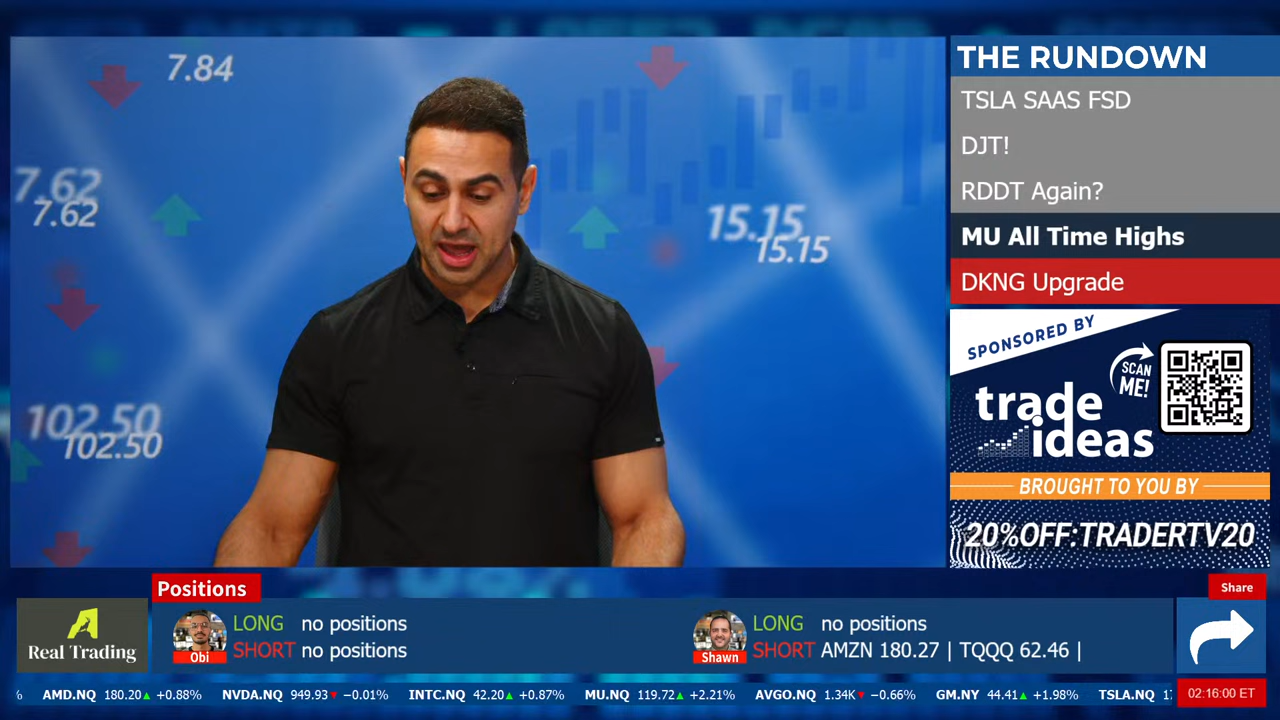 THE RUNDOWN
TSLA SAAS FSD
DJT!
RDDT Again?
MU All Time Highs
DKNG Upgrade
7.84
7.62
7.62
15.15
15.15
102.50
102.50
SPONSORED BY
SCAN ME!
trade
ideas
BROUGHT TO YOU BY
20%OFF:TRADERTV20
Positions
Share
Real Trading
Obi
LONG no positions
SHORT no positions
Shawn
LONG no positions
SHORT AMZN 180.27 | TQQQ 62.46 |
% AMD.NQ 180.20▲ +0.88% NVDA.NQ 949.93▼ −0.01% INTC.NQ 42.20▲ +0.87% MU.NQ 119.72▲ +2.21% AVGO.NQ 1.34K▼ −0.66% GM.NY 44.41▲ +1.98% TSLA.NQ
02:16:00 ET